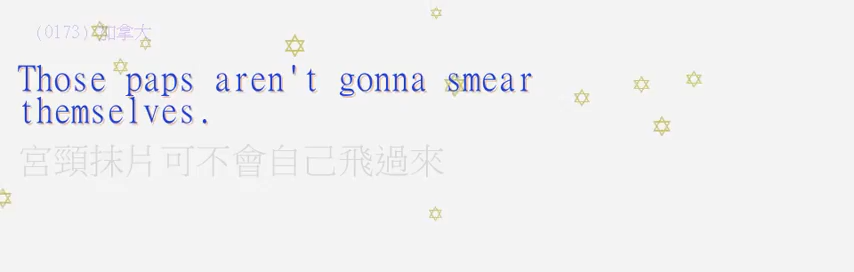 (0173) 加拿大
Those paps aren't gonna smear
themselves.
宮頸抹片可不會自己飛過來